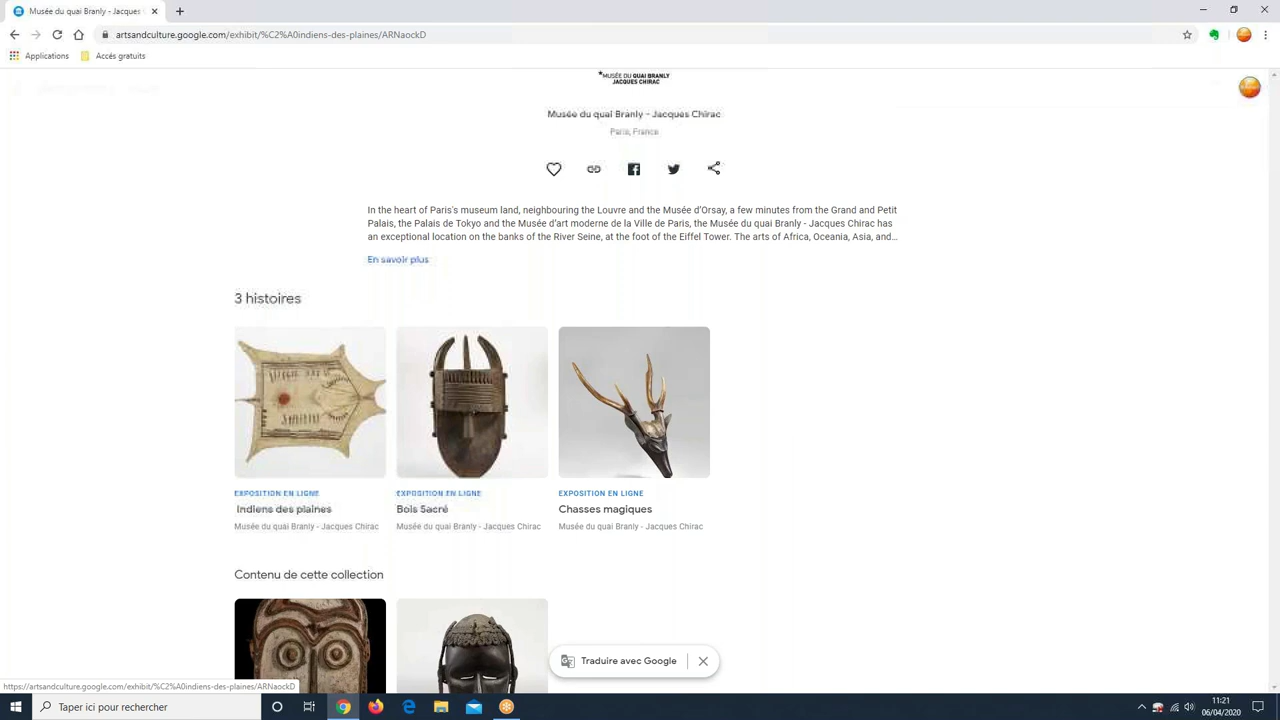 Musée du quai Branly - Jacques C
artsandculture.google.com/exhibit/%C2%A0indiens-des-plaines/ARNaockD
Applications
Accés gratuits
MUSÉE DU QUAI BRANLY
JACQUES CHIRAC
Musée du quai Branly - Jacques Chirac
Paris, France
In the heart of Paris's museum land, neighbouring the Louvre and the Musée d'Orsay, a few minutes from the Grand and Petit
Palais, the Palais de Tokyo and the Musée d'art moderne de la Ville de Paris, the Musée du quai Branly - Jacques Chirac has
an exceptional location on the banks of the River Seine, at the foot of the Eiffel Tower. The arts of Africa, Oceania, Asia, and...
En savoir plus
3 histoires
EXPOSITION EN LIGNE
Indiens des plaines
Musée du quai Branly - Jacques Chirac
EXPOSITION EN LIGNE
Bois Sacré
Musée du quai Branly - Jacques Chirac
EXPOSITION EN LIGNE
Chasses magiques
Musée du quai Branly - Jacques Chirac
Contenu de cette collection
Traduire avec Google
https://artsandculture.google.com/exhibit/%C2%A0indiens-des-plaines/ARNaockD
Taper ici pour rechercher
11:21
06/04/2020